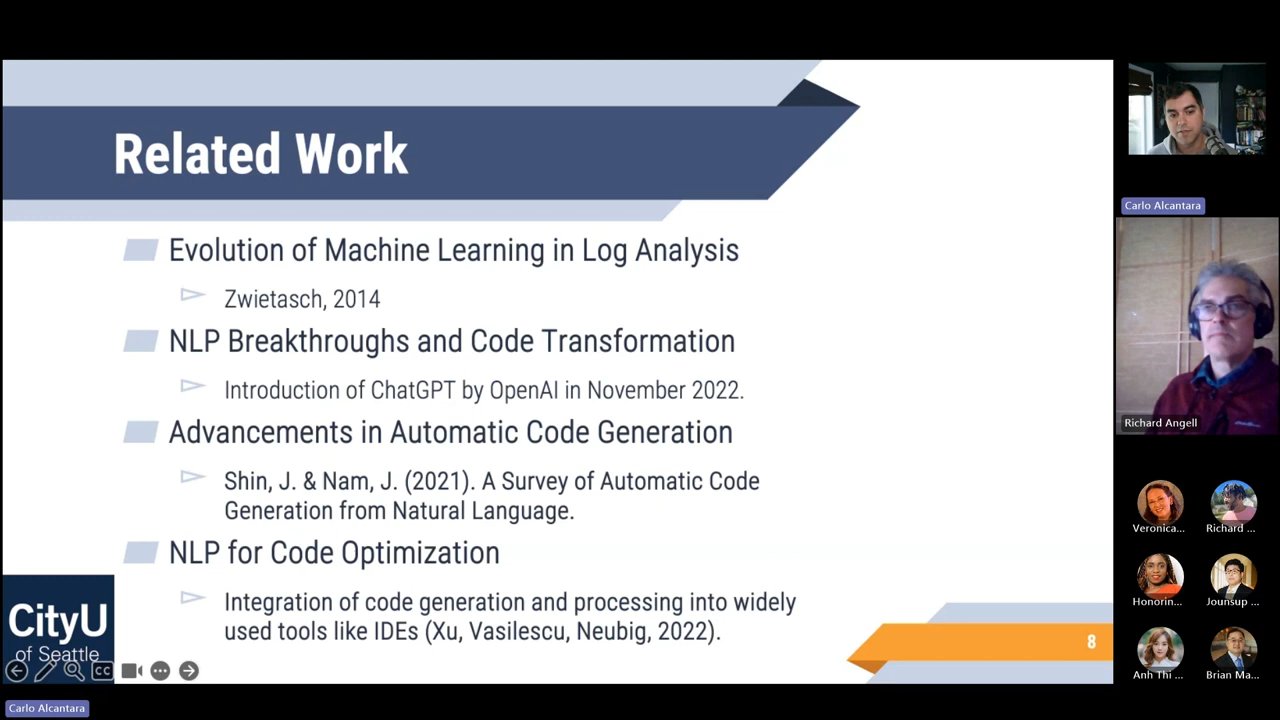 Related Work
Evolution of Machine Learning in Log Analysis
Zwietasch, 2014
NLP Breakthroughs and Code Transformation
Introduction of ChatGPT by OpenAI in November 2022.
Advancements in Automatic Code Generation
Shin, J. & Nam, J. (2021). A Survey of Automatic Code
Generation from Natural Language.
NLP for Code Optimization
Integration of code generation and processing into widely
used tools like IDEs (Xu, Vasilescu, Neubig, 2022).
8
CityU
of Seattle
CC
Carlo Alcantara
Carlo Alcantara
Richard Angell
Veronica...
Richard ...
Honorin...
Jounsup ...
Anh Thi ...
Brian Ma...